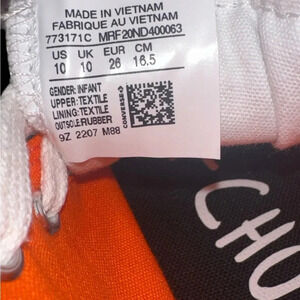 MADE IN VIETNAM
FABRIQUE AU VIETNAM
773171C MRF20ND400063
US UK EUR CM
10 10 26 16.5
GENDER: INFANT
UPPER: TEXTILE
LINING: TEXTILE
OUTSOLE: RUBBER
9Z 2207 M88
CONVERSE
CHU